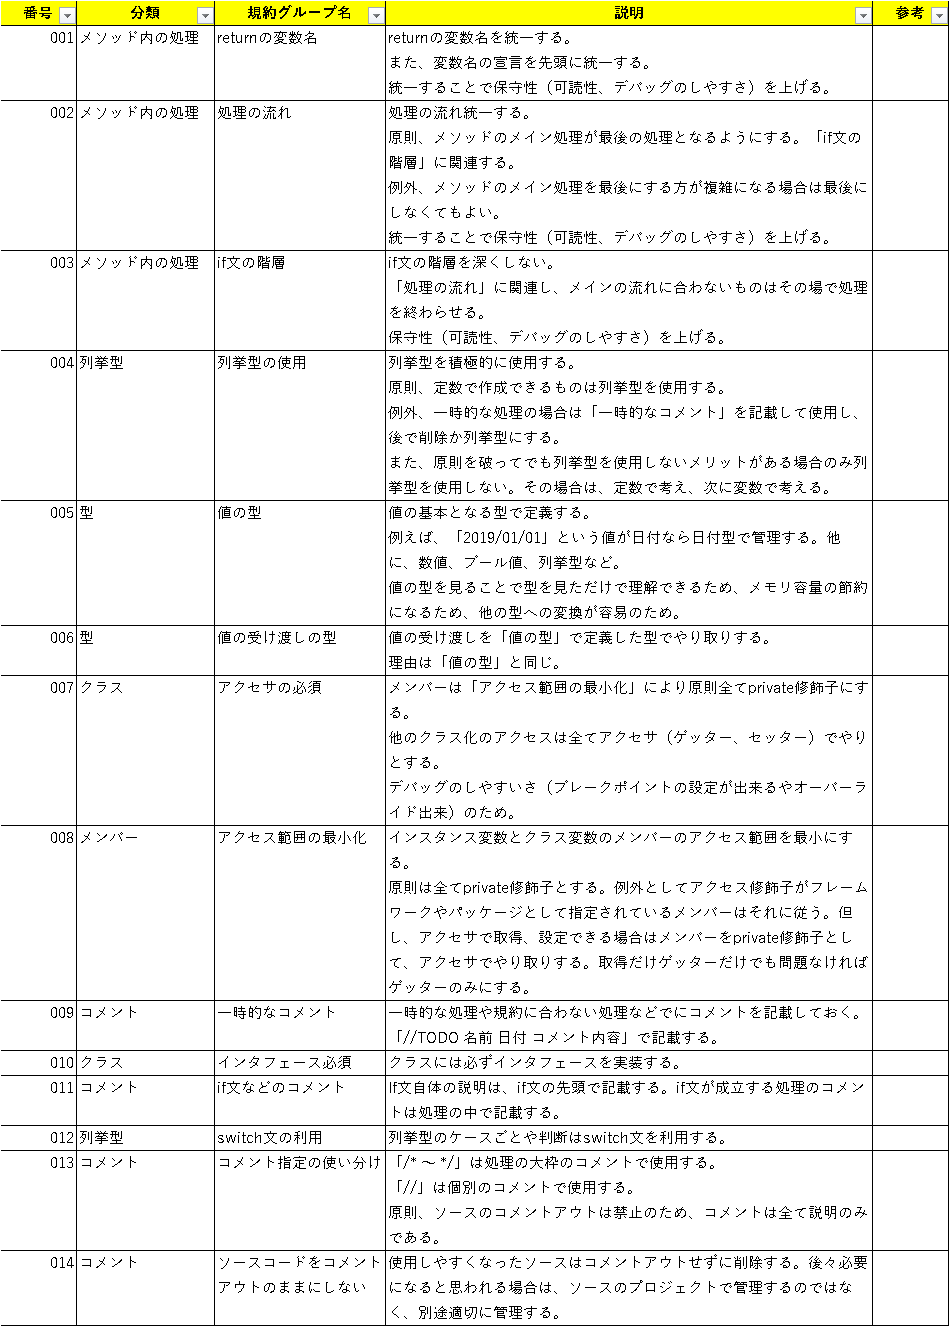 番号 分類 規約グループ名 説明 参考
001 メソッド内の処理 returnの変数名 returnの変数名を統一する。
また、変数名の宣言を先頭に統一する。
統一することで保守性（可読性、デバッグのしやすさ）を上げる。
002 メソッド内の処理 処理の流れ 処理の流れ統一する。
原則、メソッドのメイン処理が最後の処理となるようにする。「if文の
階層」に関連する。
例外、メソッドのメイン処理を最後にする方が複雑になる場合は最後に
しなくてもよい。
統一することで保守性（可読性、デバッグのしやすさ）を上げる。
003 メソッド内の処理 if文の階層 if文の階層を深くしない。
「処理の流れ」に関連し、メインの流れに合わないものはその場で処理
を終わらせる。
保守性（可読性、デバッグのしやすさ）を上げる。
004 列挙型 列挙型の使用 列挙型を積極的に使用する。
原則、定数で作成できるものは列挙型を使用する。
例外、一時的な処理の場合は「一時的なコメント」を記載して使用し、
後で削除か列挙型にする。
また、原則を破ってでも列挙型を使用しないメリットがある場合のみ列
挙型を使用しない。その場合は、定数で考え、次に変数で考える。
005 型 値の型 値の基本となる型で定義する。
例えば、「2019/01/01」という値が日付なら日付型で管理する。他
に、数値、ブール値、列挙型など。
値の型を見ることで型を見ただけで理解できるため、メモリ容量の節約
になるため、他の型への変換が容易のため。
006 型 値の受け渡しの型 値の受け渡しを「値の型」で定義した型でやり取りする。
理由は「値の型」と同じ。
007 クラス アクセサの必須 メンバーは「アクセス範囲の最小化」により原則全てprivate修飾子にす
る。
他のクラス化のアクセスは全てアクセサ（ゲッター、セッター）でやり
とする。
デバッグのしやすいさ（ブレークポイントの設定が出来るやオーバーラ
イド出来）のため。
008 メンバー アクセス範囲の最小化 インスタンス変数とクラス変数のメンバーのアクセス範囲を最小にす
る。
原則は全てprivate修飾子とする。例外としてアクセス修飾子がフレーム
ワークやパッケージとして指定されているメンバーはそれに従う。但
し、アクセサで取得、設定できる場合はメンバーをprivate修飾子とし
て、アクセサでやり取りする。取得だけゲッターだけでも問題なければ
ゲッターのみにする。
009 コメント 一時的なコメント 一時的な処理や規約に合わない処理などでにコメントを記載しておく。
「//TODO 名前 日付 コメント内容」で記載する。
010 クラス インタフェース必須 クラスには必ずインタフェースを実装する。
011 コメント if文などのコメント If文自体の説明は、if文の先頭で記載する。if文が成立する処理のコメン
トは処理の中で記載する。
012 列挙型 switch文の利用 列挙型のケースごとや判断はswitch文を利用する。
013 コメント コメント指定の使い分け 「/* ～ */」は処理の大枠のコメントで使用する。
「//」は個別のコメントで使用する。
原則、ソースのコメントアウトは禁止のため、コメントは全て説明のみ
である。
014 コメント ソースコードをコメント 使用しやすくなったソースはコメントアウトせずに削除する。後々必要
アウトのままにしない になると思われる場合は、ソースのプロジェクトで管理するのではな
く、別途適切に管理する。